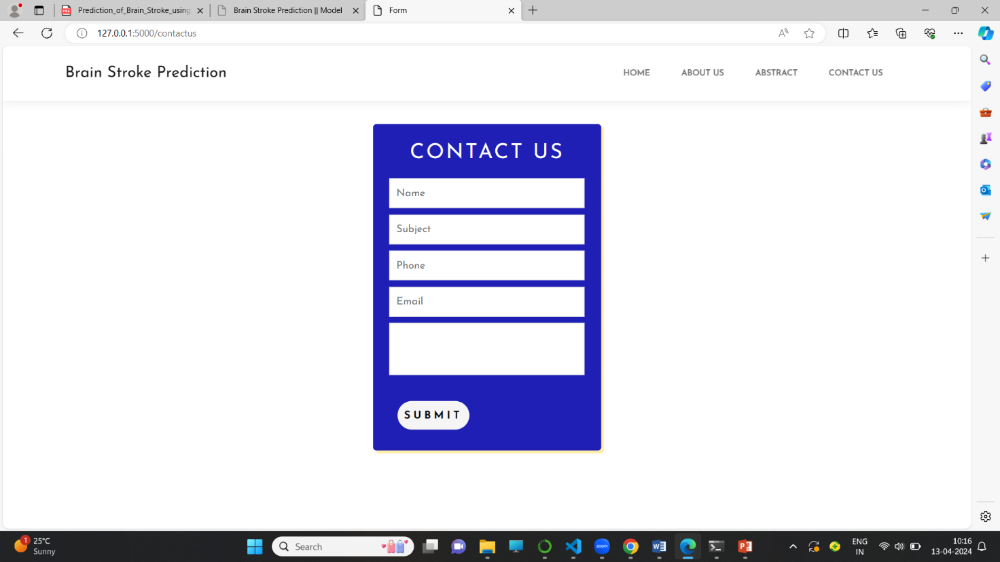 Prediction_of_Brain_Stroke_using
Brain Stroke Prediction || Model
Form
127.0.0.1:5000/contactus
Brain Stroke Prediction
HOME
ABOUT US
ABSTRACT
CONTACT US
CONTACT US
Name
Subject
Phone
Email
SUBMIT
1
25°C
Sunny
Search
zoom
ENG
IN
10:16
13-04-2024